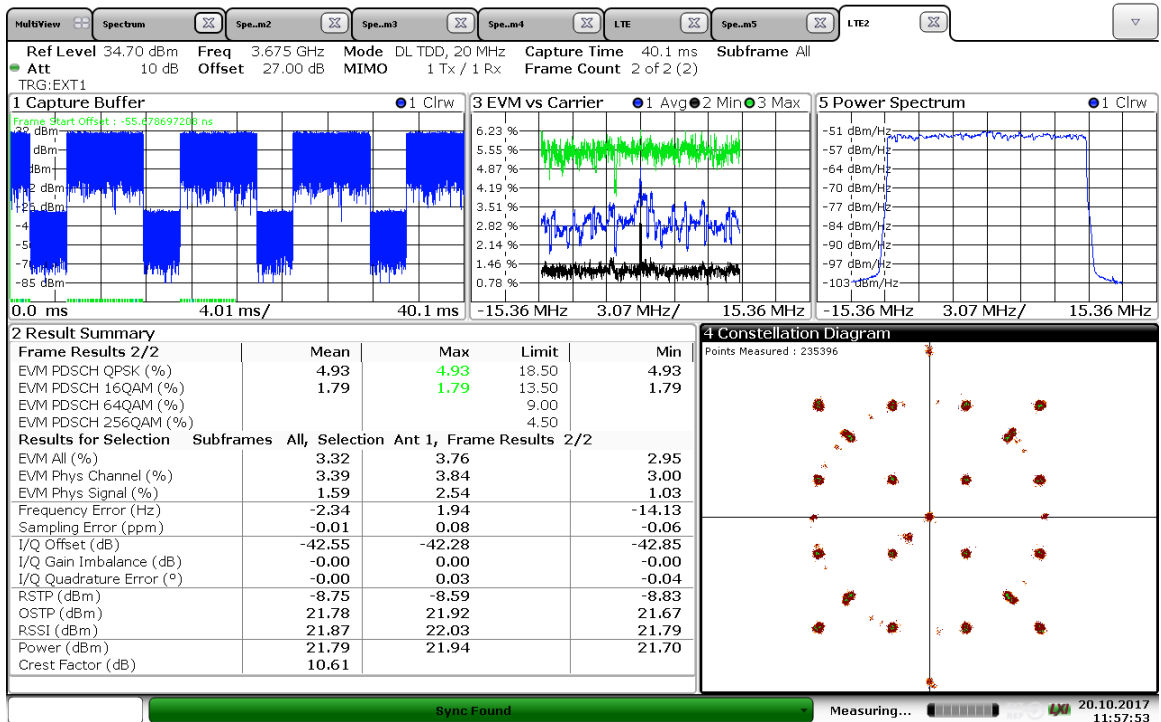 MultiView Spectrum Spe...m2 Spe...m3 Spe...m4 LTE Spe...m5 LTE2
Ref Level 34.70 dBm Freq 3.675 GHz Mode DL TDD, 20 MHz Capture Time 40.1 ms Subframe All
Att 10 dB Offset 27.00 dB MIMO 1 Tx / 1 Rx Frame Count 2 of 2 (2)
TRG:EXT1
1 Capture Buffer 1 Clrw
Frame Start Offset : -55.678697208 ns
dBm
dBm
dBm
-85 dBm
0.0 ms 4.01 ms/ 40.1 ms
3 EVM vs Carrier 1 Avg 2 Min 3 Max
6.23 %
5.55 %
4.87 %
4.19 %
3.51 %
2.82 %
2.14 %
1.46 %
0.78 %
-15.36 MHz 3.07 MHz/ 15.36 MHz
5 Power Spectrum 1 Clrw
-51 dBm/Hz
-57 dBm/Hz
-64 dBm/Hz
-70 dBm/Hz
-77 dBm/Hz
-84 dBm/Hz
-90 dBm/Hz
-97 dBm/Hz
-103 dBm/Hz
-15.36 MHz 3.07 MHz/ 15.36 MHz
2 Result Summary
Frame Results 2/2 Mean Max Limit Min
EVM PDSCH QPSK (%) 4.93 4.93 18.50 4.93
EVM PDSCH 16QAM (%) 1.79 1.79 13.50 1.79
EVM PDSCH 64QAM (%) 9.00
EVM PDSCH 256QAM (%) 4.50
Results for Selection Subframes All, Selection Ant 1, Frame Results 2/2
EVM All (%) 3.32 3.76 2.95
EVM Phys Channel (%) 3.39 3.84 3.00
EVM Phys Signal (%) 1.59 2.54 1.03
Frequency Error (Hz) -2.34 1.94 -14.13
Sampling Error (ppm) -0.01 0.08 -0.06
I/Q Offset (dB) -42.55 -42.28 -42.85
I/Q Gain Imbalance (dB) -0.00 0.00 -0.00
I/Q Quadrature Error (°) -0.00 0.03 -0.04
RSTP (dBm) -8.75 -8.59 -8.83
OSTP (dBm) 21.78 21.92 21.67
RSSI (dBm) 21.87 22.03 21.79
Power (dBm) 21.79 21.94 21.70
Crest Factor (dB) 10.61
4 Constellation Diagram
Points Measured : 235396
Sync Found
Measuring...
LXI
20.10.2017
11:57:53